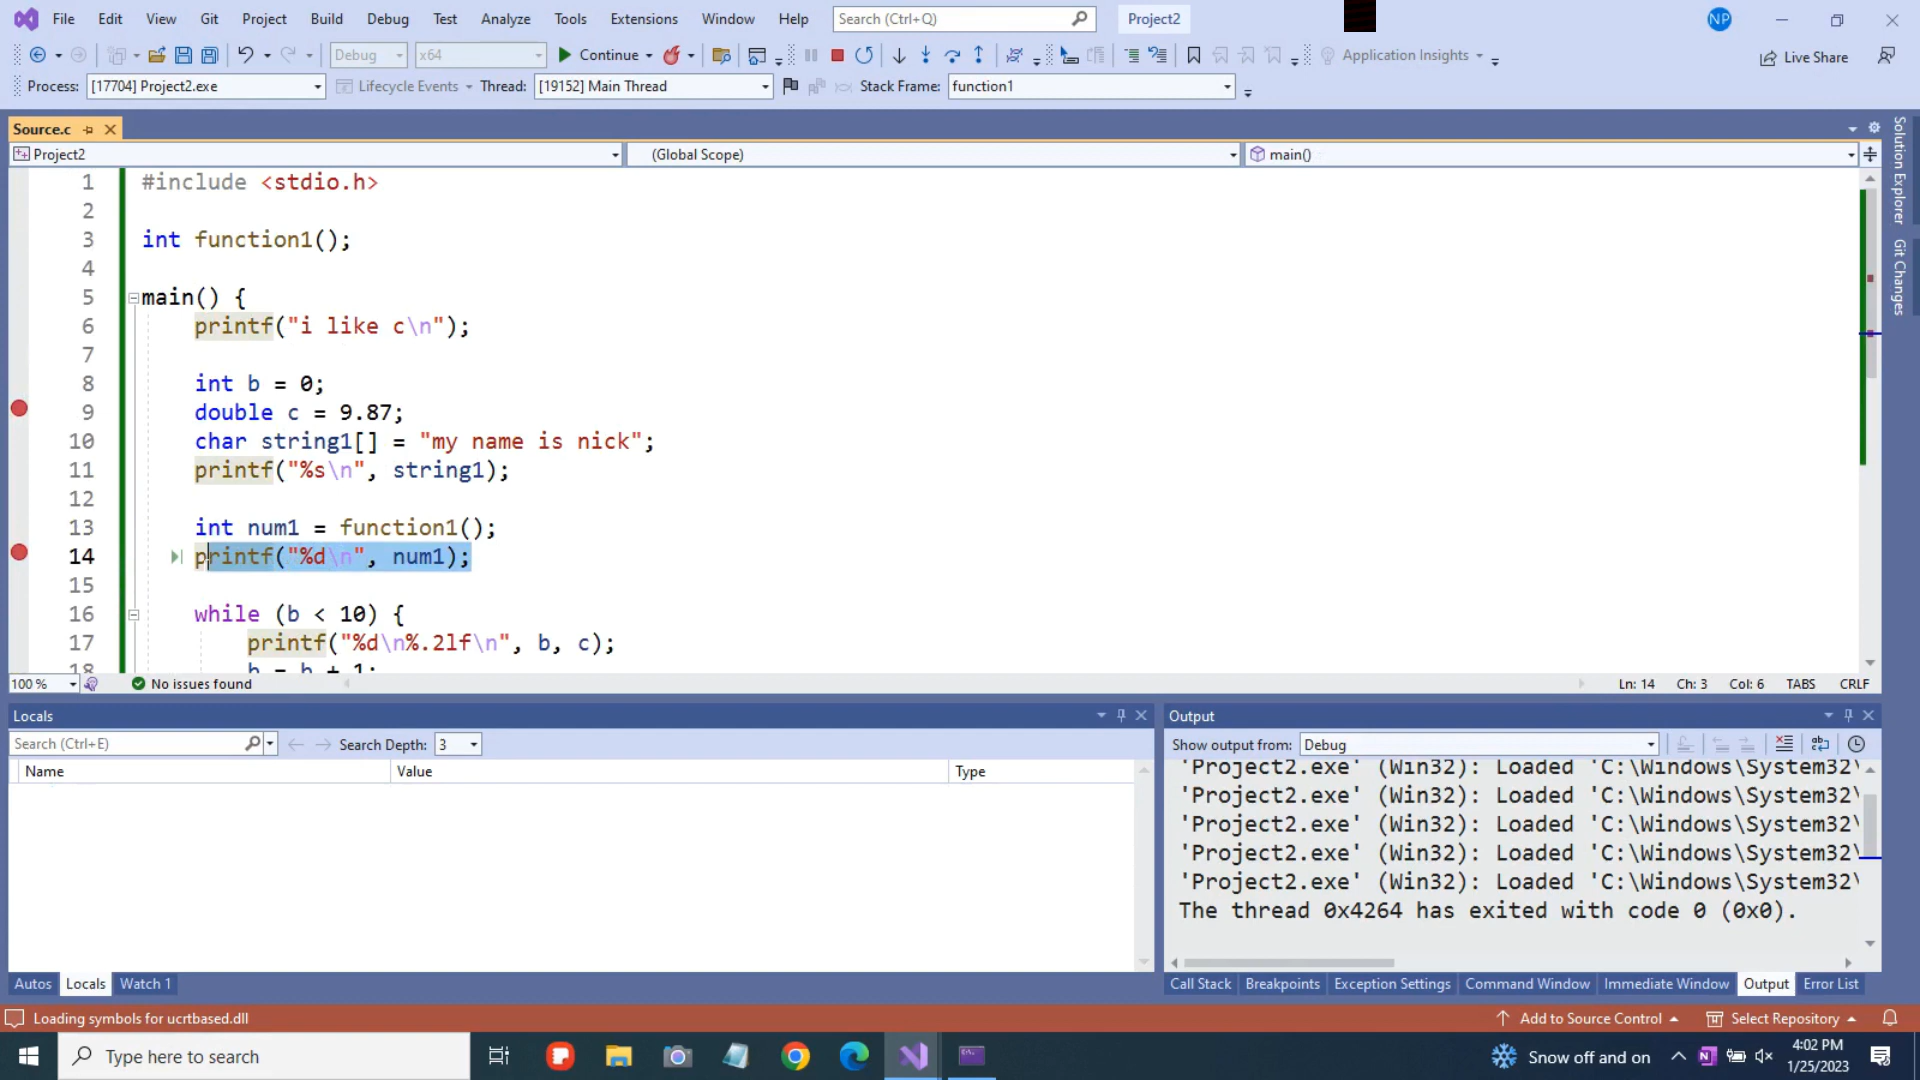 File Edit View Git Project Build Debug Test Analyze Tools Extensions Window Help Search (Ctrl+Q) Project2 NP
Debug x64 Continue Application Insights Live Share
Process: [17704] Project2.exe Lifecycle Events Thread: [19152] Main Thread Stack Frame: function1
Source.c
Project2 (Global Scope) main()
1 #include <stdio.h>
2
3 int function1();
4
5 main() {
6 printf("i like c\n");
7
8 int b = 0;
9 double c = 9.87;
10 char string1[] = "my name is nick";
11 printf("%s\n", string1);
12
13 int num1 = function1();
14 printf("%d\n", num1);
15
16 while (b < 10) {
17 printf("%d\n%.2lf\n", b, c);
18 b = b + 1;
Solution Explorer
Git Changes
100 % No issues found Ln: 14 Ch: 3 Col: 6 TABS CRLF
Locals
Search (Ctrl+E) Search Depth: 3
Name Value Type
Autos Locals Watch 1
Output
Show output from: Debug
'Project2.exe' (Win32): Loaded 'C:\Windows\System32\
'Project2.exe' (Win32): Loaded 'C:\Windows\System32\
'Project2.exe' (Win32): Loaded 'C:\Windows\System32\
'Project2.exe' (Win32): Loaded 'C:\Windows\System32\
'Project2.exe' (Win32): Loaded 'C:\Windows\System32\
The thread 0x4264 has exited with code 0 (0x0).
Call Stack Breakpoints Exception Settings Command Window Immediate Window Output Error List
Loading symbols for ucrtbased.dll Add to Source Control Select Repository
Type here to search Snow off and on 4:02 PM
1/25/2023